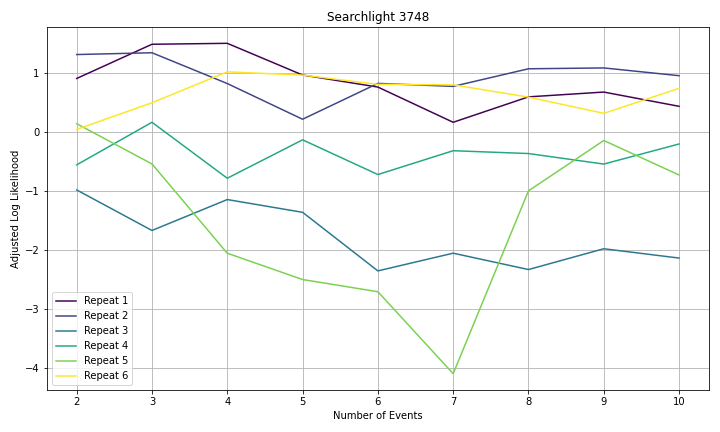 Searchlight 3748
Adjusted Log Likelihood
1
0
−1
−2
−3
−4
Repeat 1
Repeat 2
Repeat 3
Repeat 4
Repeat 5
Repeat 6
2 3 4 5 6 7 8 9 10
Number of Events